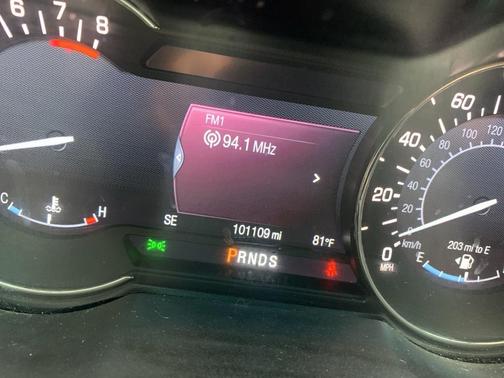 6 7 8
FM1
94.1 MHz
>
C H
SE 101109 mi 81°F
PRNDS
60
40
20
0
MPH
120
100
80
km/h
203 mi to E
E